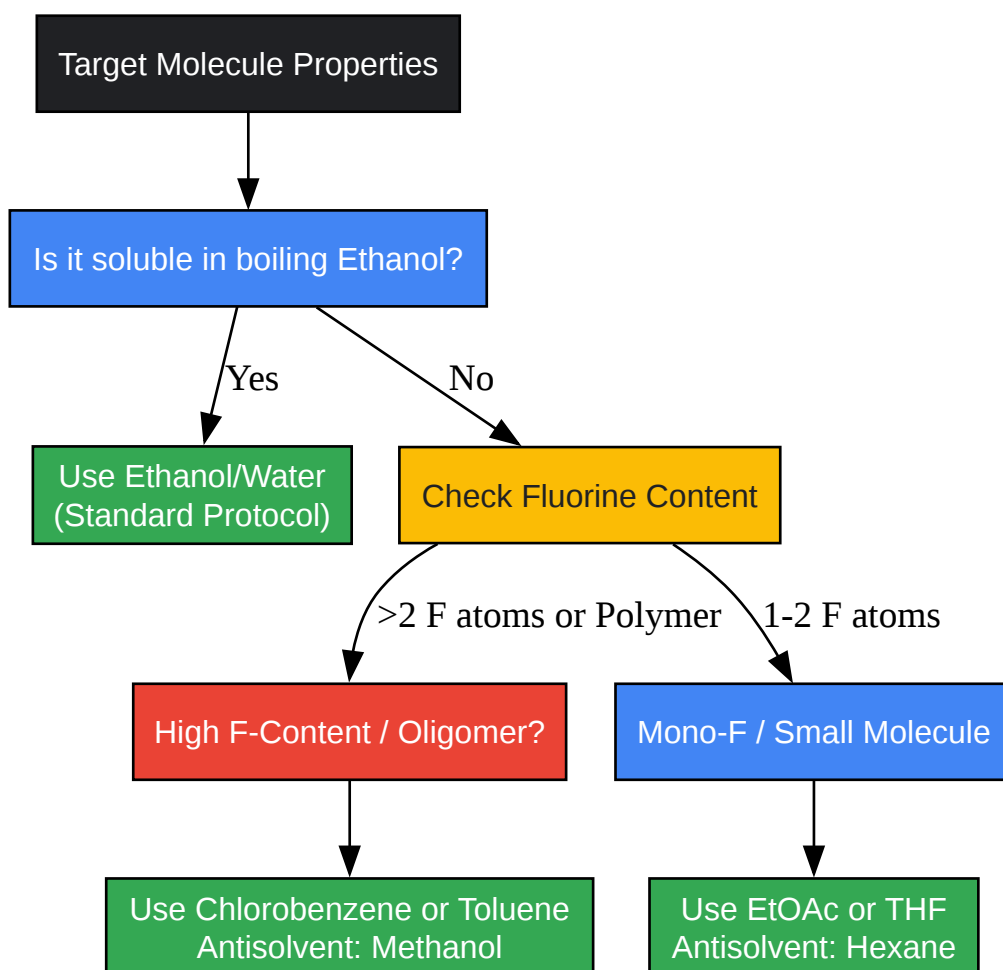 Target Molecule Properties
Is it soluble in boiling Ethanol?
Yes
No
Use Ethanol/Water
(Standard Protocol)
Check Fluorine Content
>2 F atoms or Polymer
1-2 F atoms
High F-Content / Oligomer?
Mono-F / Small Molecule
Use Chlorobenzene or Toluene
Antisolvent: Methanol
Use EtOAc or THF
Antisolvent: Hexane